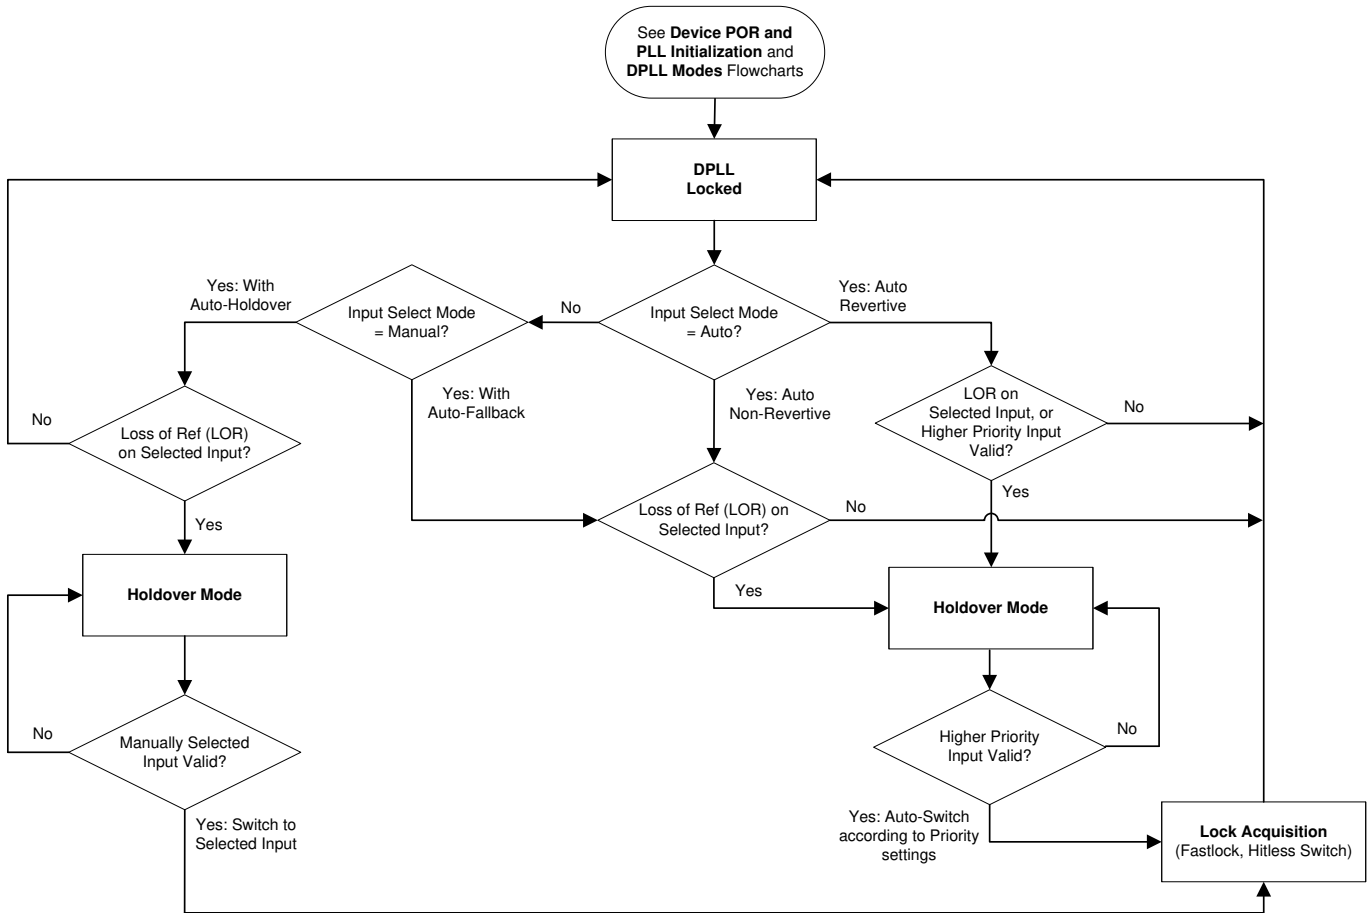 See Device POR and
PLL Initialization and
DPLL Modes Flowcharts
DPLL
Locked
Yes: With
Auto-Holdover
Input Select Mode
= Manual?
No
Input Select Mode
= Auto?
Yes: Auto
Revertive
Yes: With
Auto-Fallback
Yes: Auto
Non-Revertive
LOR on
Selected Input, or
Higher Priority Input
Valid?
No
No
Loss of Ref (LOR)
on Selected Input?
Yes
Loss of Ref (LOR) on
Selected Input?
No
Yes
Yes
Holdover Mode
Holdover Mode
No
Manually Selected
Input Valid?
Higher Priority
Input Valid?
No
Yes: Switch to
Selected Input
Yes: Auto-Switch
according to Priority
settings
Lock Acquisition
(Fastlock, Hitless Switch)